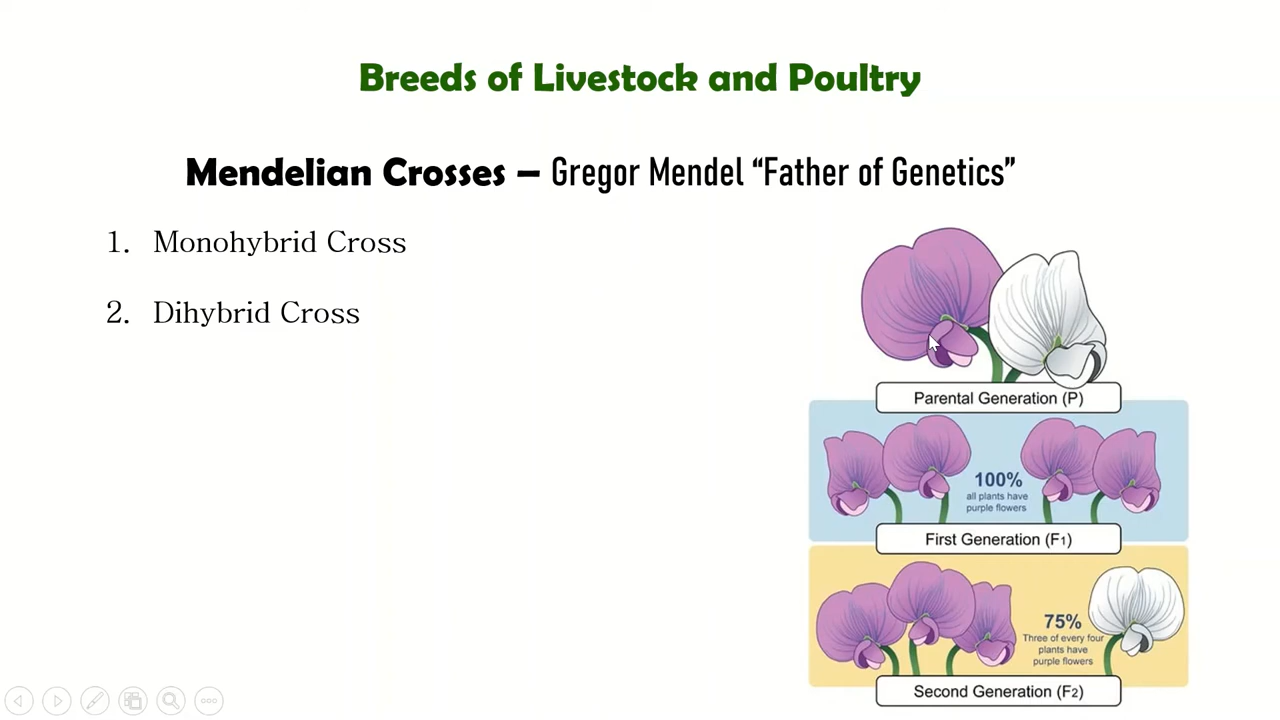 Breeds of Livestock and Poultry
Mendelian Crosses – Gregor Mendel “Father of Genetics”
1. Monohybrid Cross
2. Dihybrid Cross
Parental Generation (P)
100%
all plants have
purple flowers
First Generation (F1)
75%
Three of every four
plants have
purple flowers
Second Generation (F2)